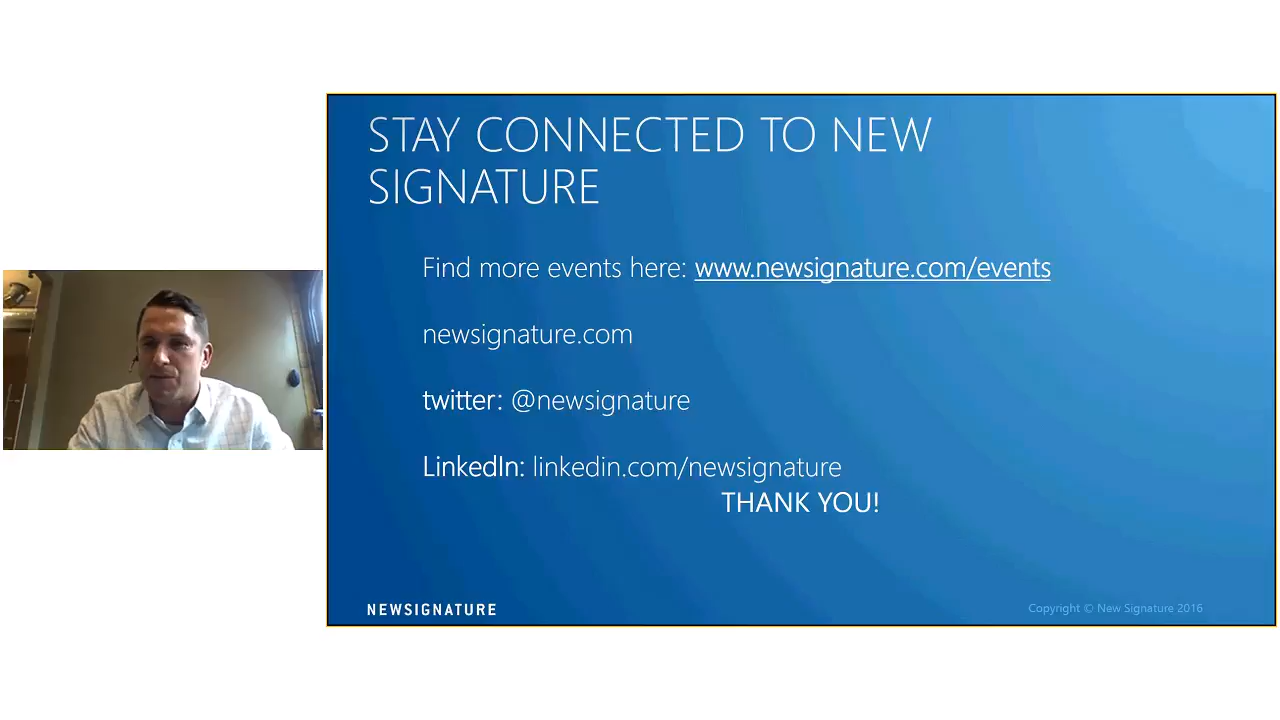 STAY CONNECTED TO NEW
SIGNATURE
Find more events here: www.newsignature.com/events
newsignature.com
twitter: @newsignature
LinkedIn: linkedin.com/newsignature
THANK YOU!
NEWSIGNATURE
Copyright © New Signature 2016